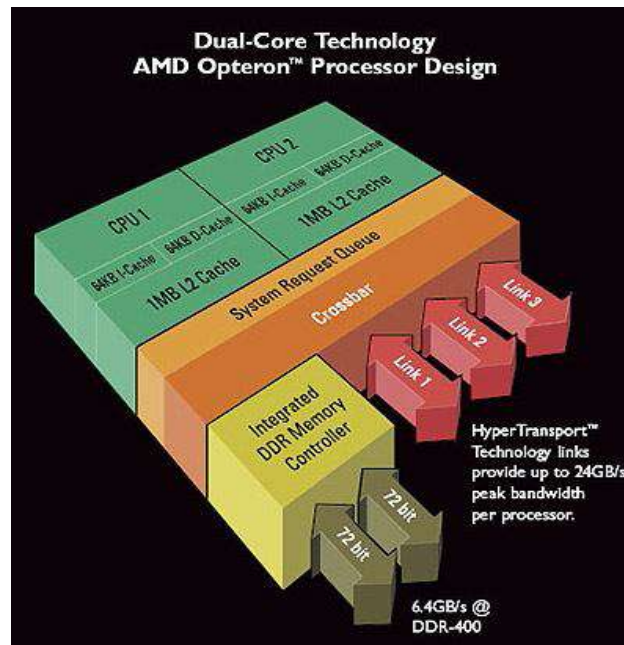 Dual-Core Technology
AMD Opteron™ Processor Design
CPU 1
64KB I-Cache
64KB D-Cache
1MB L2 Cache
CPU 2
64KB I-Cache
64KB D-Cache
1MB L2 Cache
System Request Queue
Crossbar
Link 1
Link 2
Link 3
HyperTransport™
Technology links
provide up to 24GB/s
peak bandwidth
per processor.
Integrated
DDR Memory
Controller
72 bit
72 bit
6.4GB/s @
DDR-400